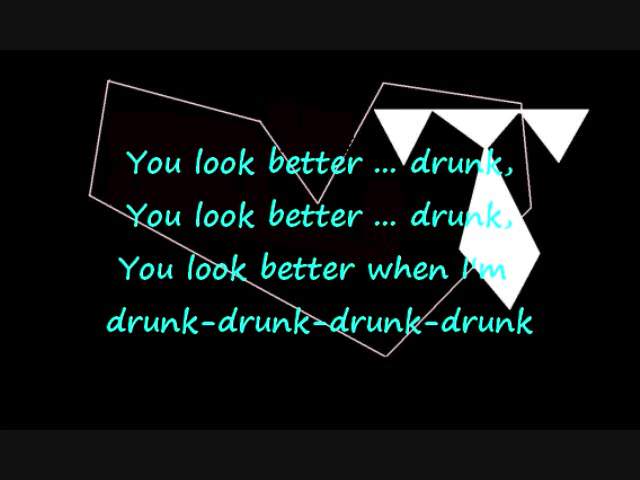 You look better ... drunk,
You look better ... drunk,
You look better when I'm
drunk-drunk-drunk-drunk